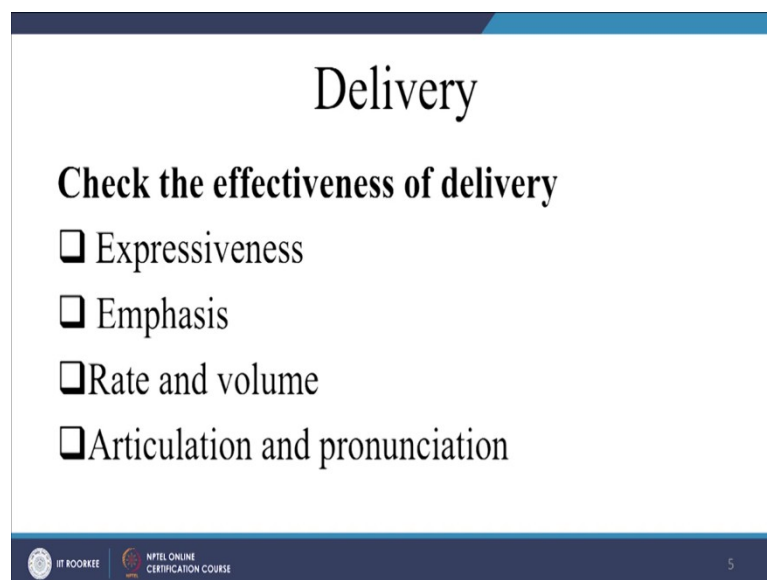 Delivery
Check the effectiveness of delivery
❑ Expressiveness
❑ Emphasis
❑Rate and volume
❑Articulation and pronunciation
IIT ROORKEE
NPTEL ONLINE
CERTIFICATION COURSE
5